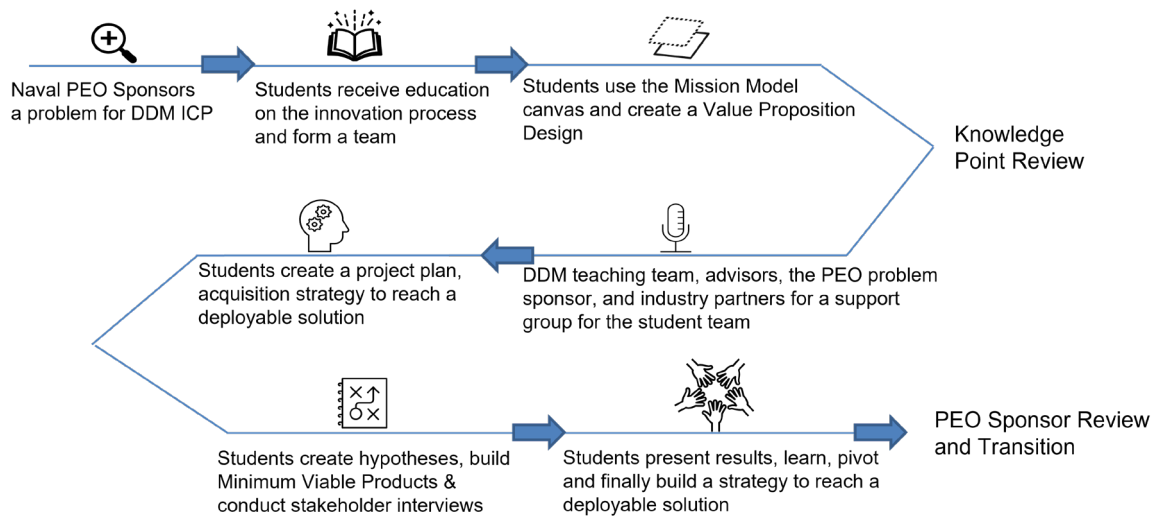 Naval PEO Sponsors
a problem for DDM ICP
Students receive education
on the innovation process
and form a team
Students use the Mission Model
canvas and create a Value Proposition
Design
Knowledge
Point Review
DDM teaching team, advisors, the PEO problem
sponsor, and industry partners for a support
group for the student team
Students create a project plan,
acquisition strategy to reach a
deployable solution
Students create hypotheses, build
Minimum Viable Products &
conduct stakeholder interviews
Students present results, learn, pivot
and finally build a strategy to reach a
deployable solution
PEO Sponsor Review
and Transition